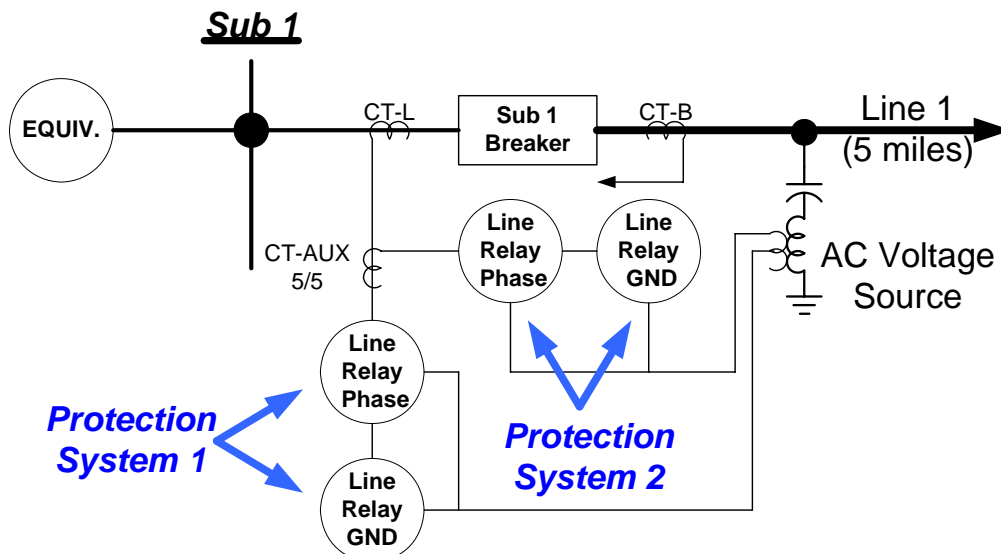 Sub 1
EQUIV.
CT-L
Sub 1
Breaker
CT-B
Line 1
(5 miles)
CT-AUX
5/5
Line
Relay
Phase
Line
Relay
GND
AC Voltage
Source
Line
Relay
Phase
Protection
System 1
Protection
System 2
Line
Relay
GND